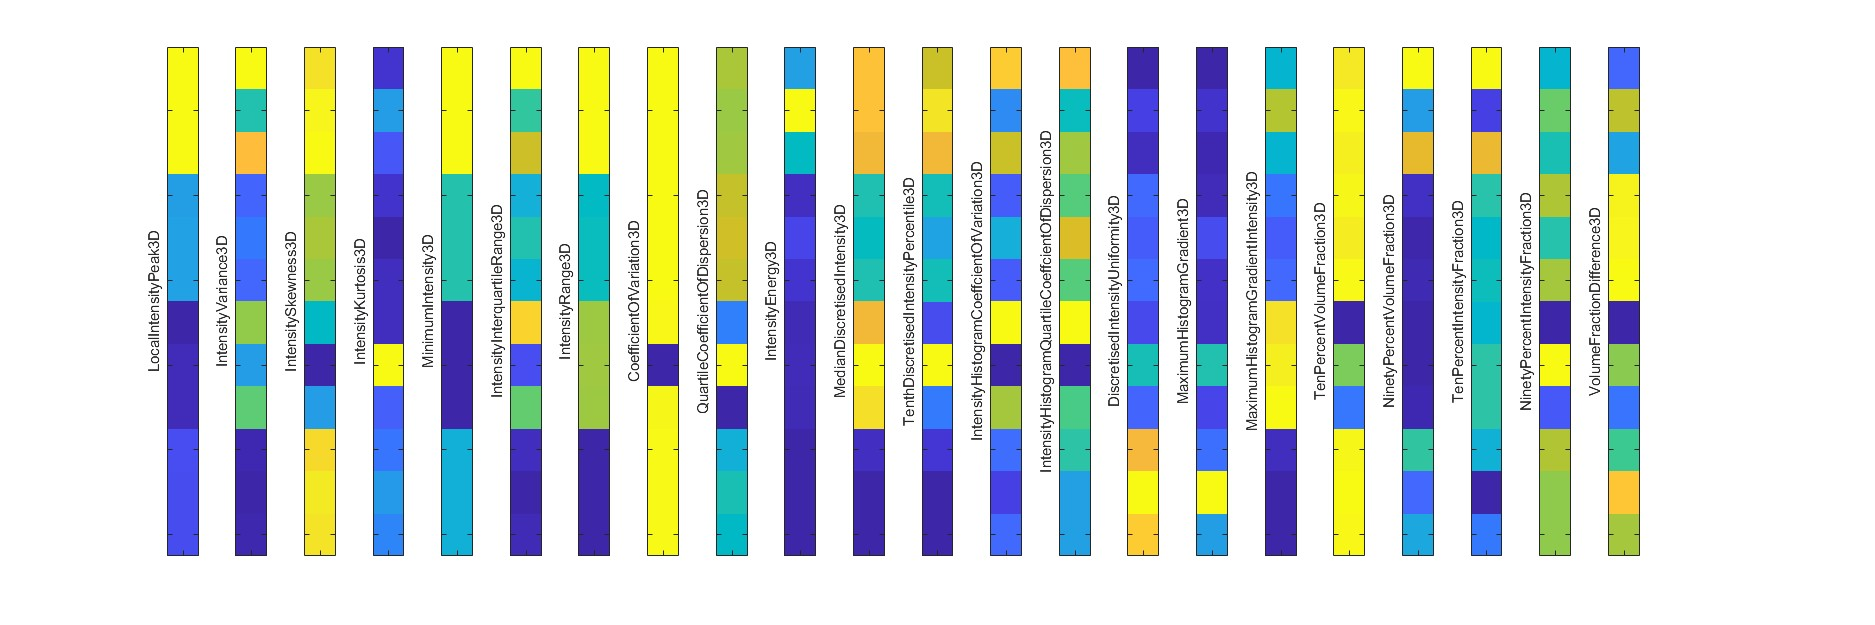 LocalIntensityPeak3D
IntensityVariance3D
IntensitySkewness3D
IntensityKurtosis3D
MinimumIntensity3D
IntensityInterquartileRange3D
IntensityRange3D
CoefficientOfVariation3D
QuartileCoefficientOfDispersion3D
IntensityEnergy3D
MedianDiscretisedIntensity3D
TenthDiscretisedIntensityPercentile3D
IntensityHistogramCoefficientOfVariation3D
IntensityHistogramQuartileCoeffcientOfDispersion3D
DiscretisedIntensityUniformity3D
MaximumHistogramGradient3D
MaximumHistogramGradientIntensity3D
TenPercentVolumeFraction3D
NinetyPercentVolumeFraction3D
TenPercentIntensityFraction3D
NinetyPercentIntensityFraction3D
VolumeFractionDifference3D